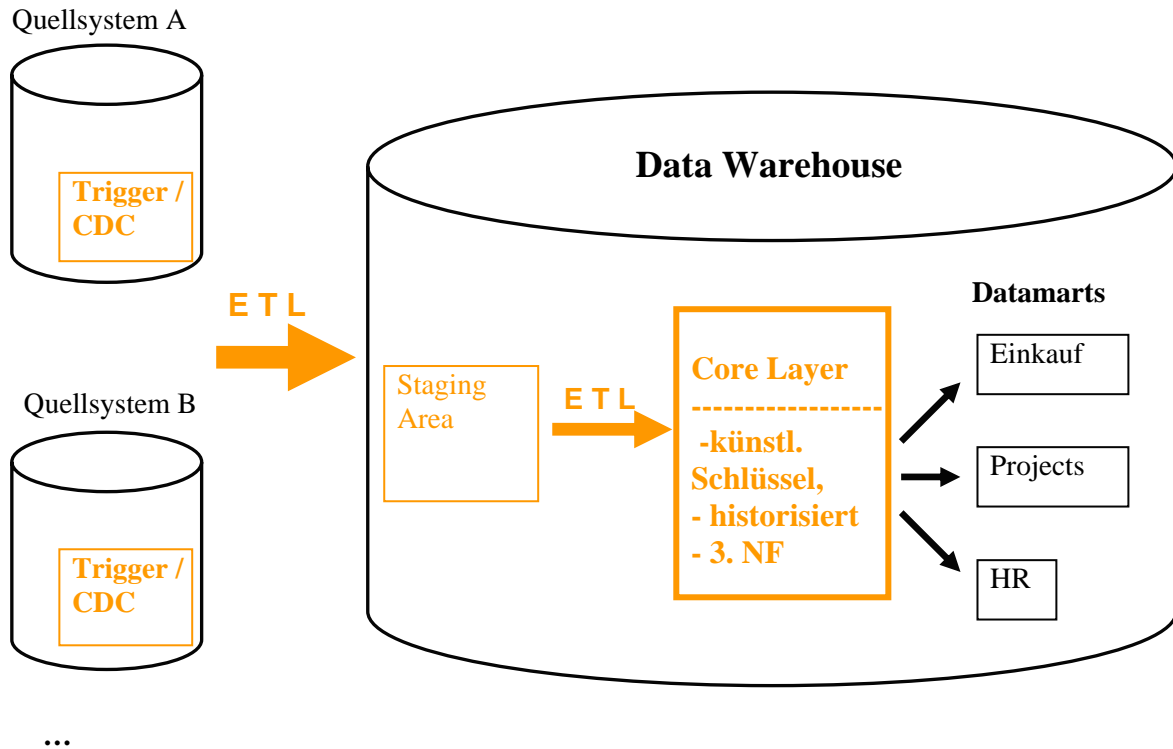 Quellsystem A
Trigger /
CDC
E T L
Quellsystem B
Trigger /
CDC
...
Data Warehouse
Staging
Area
E T L
Core Layer
--------------------
-künstl.
Schlüssel,
- historisiert
- 3. NF
Datamarts
Einkauf
Projects
HR